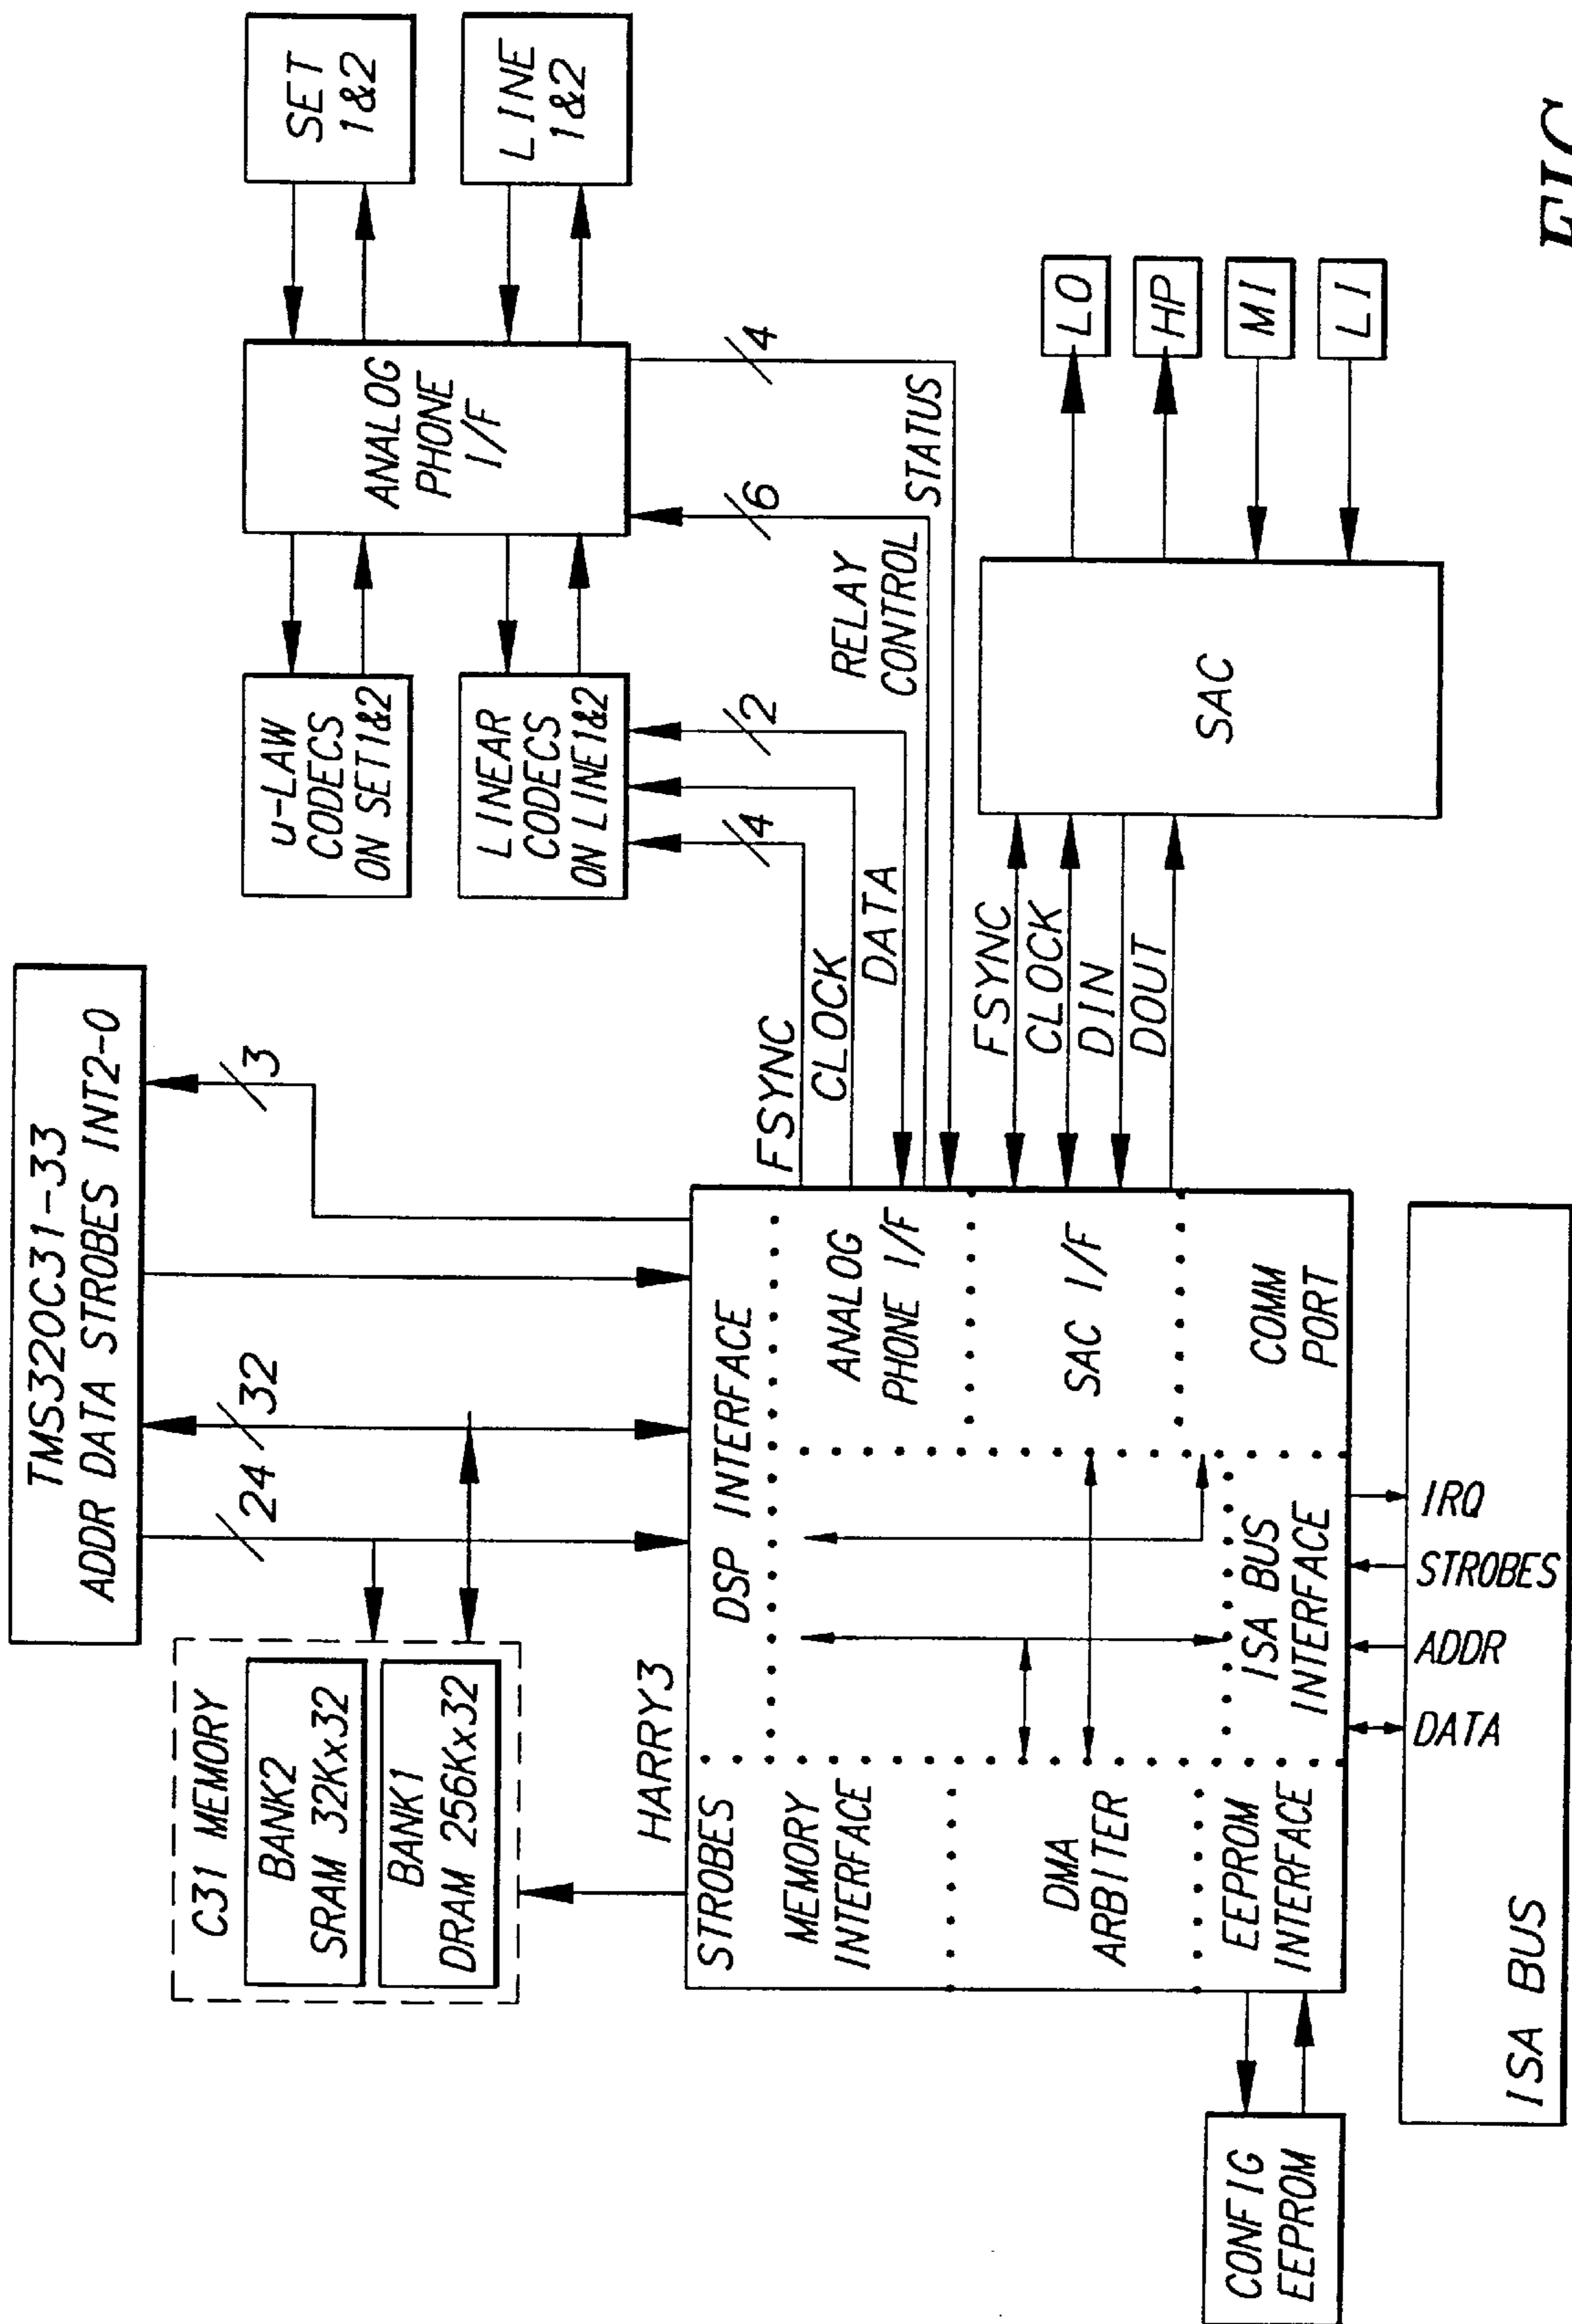 TMS320C31-33
ADDR DATA STROBES INT2-0
24
32
3
C31 MEMORY
BANK2
SRAM 32Kx32
BANK1
DRAM 256Kx32
HARRY3
STROBES
DSP INTERFACE
MEMORY
INTERFACE
ANALOG
PHONE I/F
SAC I/F
DMA
ARBITER
COMM
PORT
EEPROM
INTERFACE
ISA BUS
INTERFACE
CONFIG
EEPROM
DATA
ADDR
STROBES
IRQ
ISA BUS
u-LAW
CODECS
ON SET1&2
LINEAR
CODECS
ON LINE1&2
ANALOG
PHONE
I/F
SET
1&2
LINE
1&2
4
2
6
4
FSYNC
CLOCK
DATA
RELAY
CONTROL
STATUS
FSYNC
CLOCK
DIN
DOUT
SAC
LO
HP
MI
LI
FIG